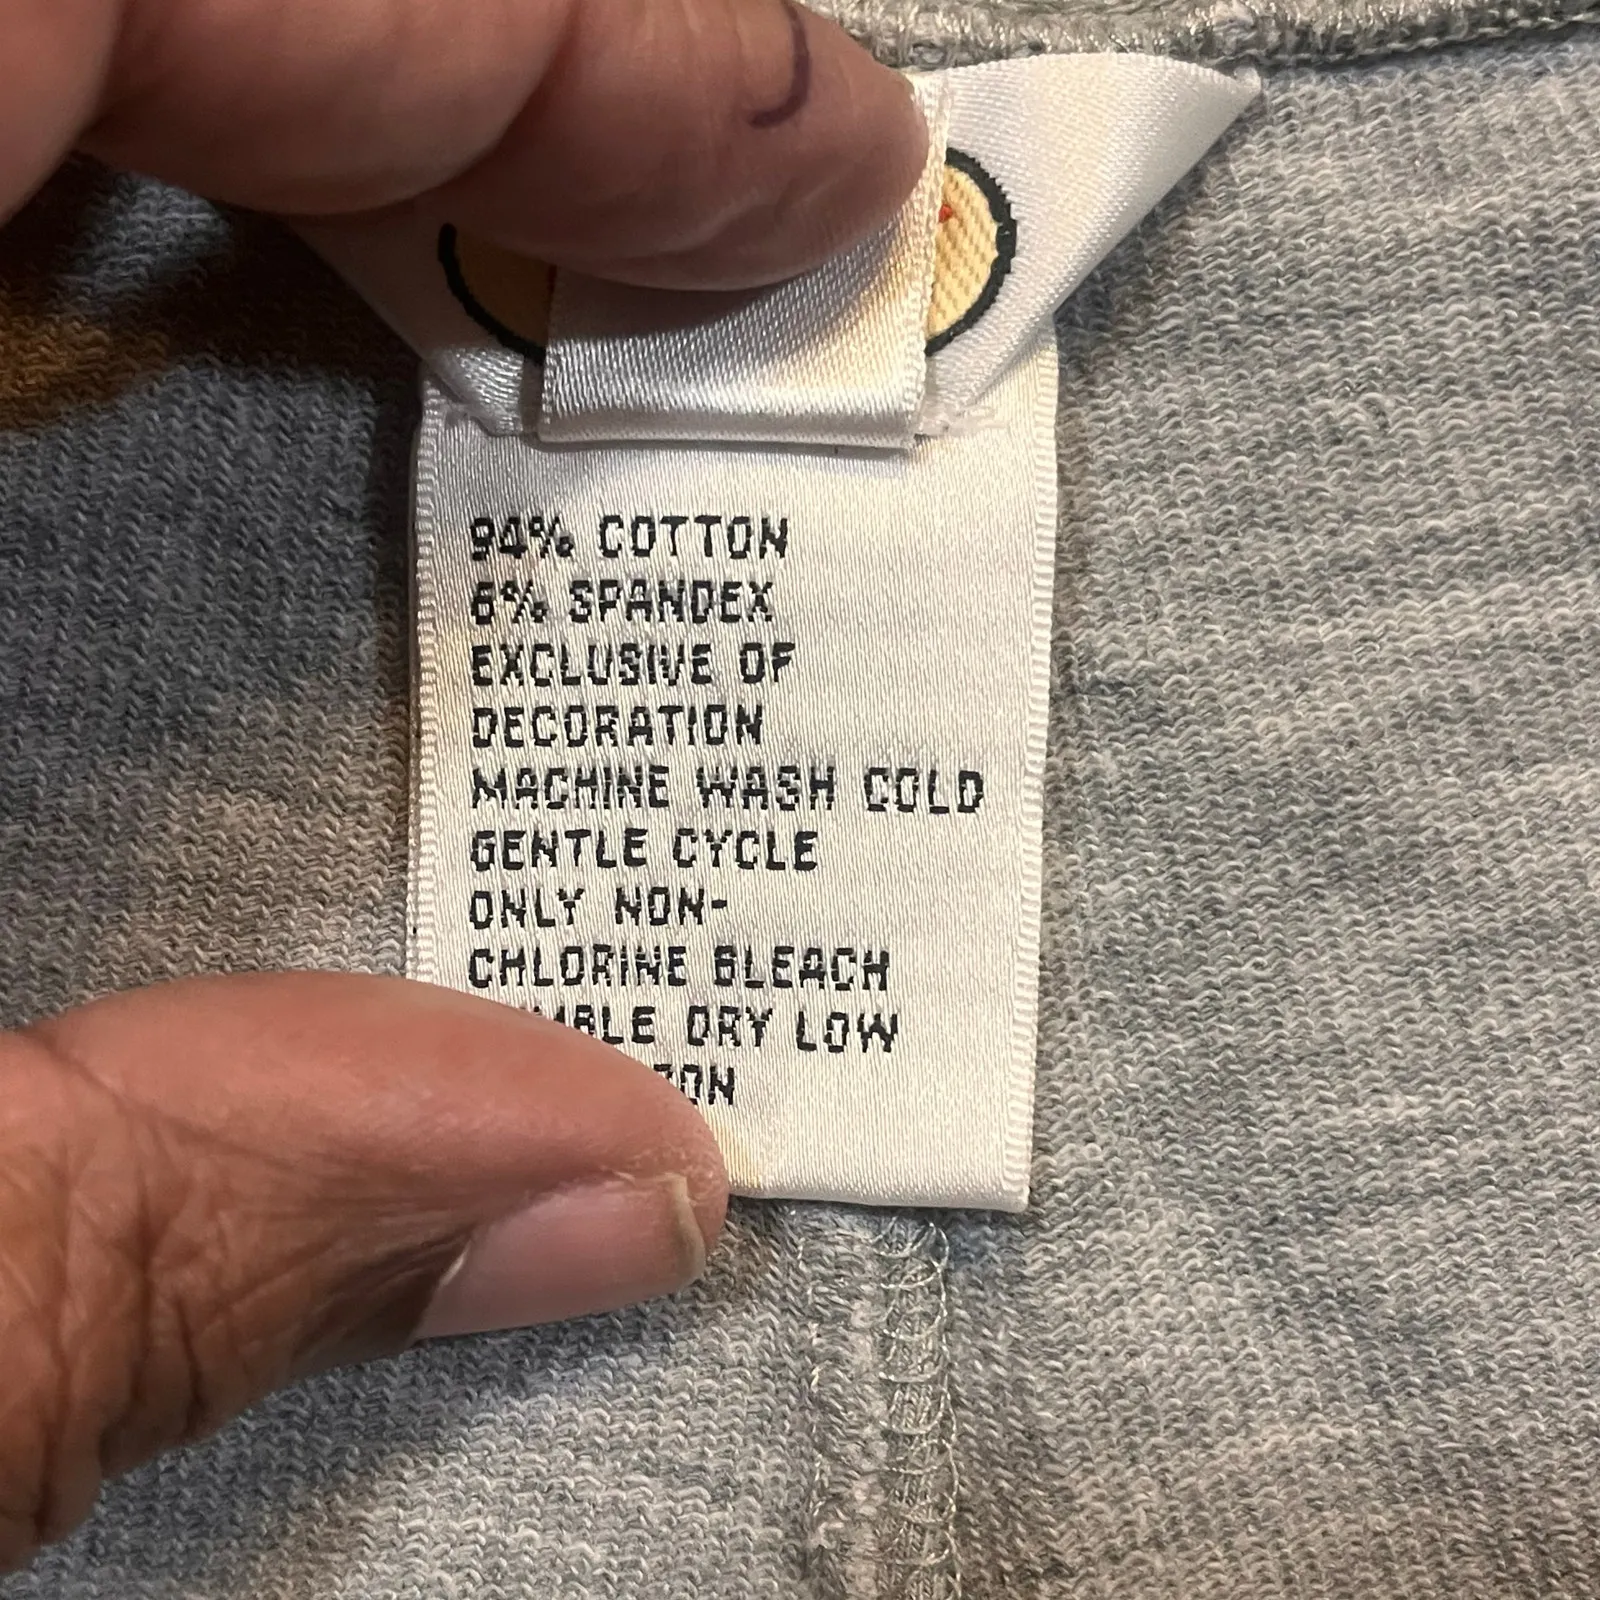 94% COTTON
6% SPANDEX
EXCLUSIVE OF
DECORATION
MACHINE WASH COLD
GENTLE CYCLE
ONLY NON-
CHLORINE BLEACH
DRY LOW